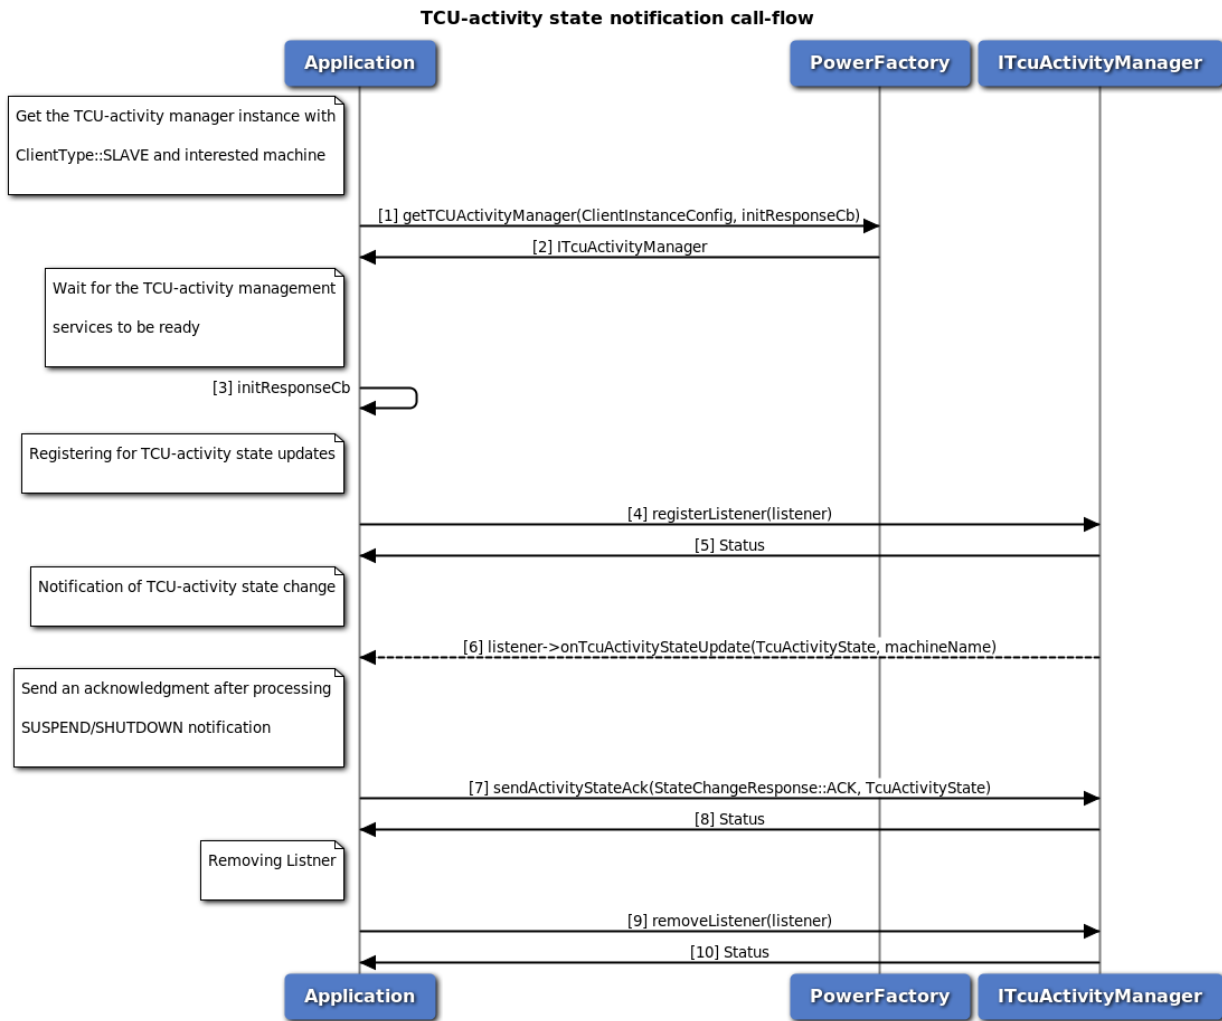 TCU-activity state notification call-flow
Application
PowerFactory
ITcuActivityManager
Get the TCU-activity manager instance with
ClientType::SLAVE and interested machine
[1] getTCUActivityManager(ClientInstanceConfig, initResponseCb)
[2] ITcuActivityManager
Wait for the TCU-activity management
services to be ready
[3] initResponseCb
Registering for TCU-activity state updates
[4] registerListener(listener)
[5] Status
Notification of TCU-activity state change
[6] listener->onTcuActivityStateUpdate(TcuActivityState, machineName)
Send an acknowledgment after processing
SUSPEND/SHUTDOWN notification
[7] sendActivityStateAck(StateChangeResponse::ACK, TcuActivityState)
[8] Status
Removing Listner
[9] removeListener(listener)
[10] Status
Application
PowerFactory
ITcuActivityManager